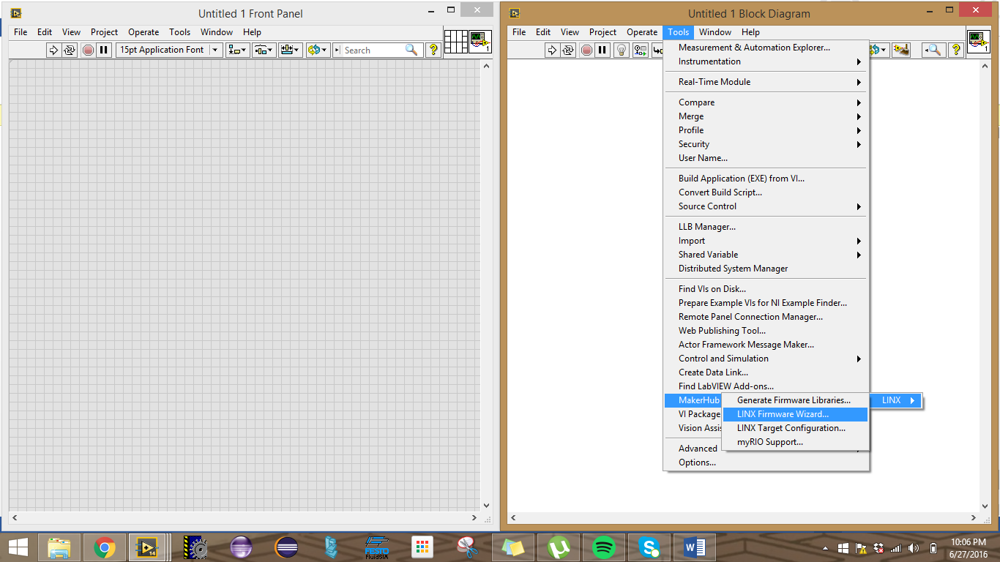 Untitled 1 Front Panel
File Edit View Project Operate Tools Window Help
15pt Application Font
Search
1
Untitled 1 Block Diagram
File Edit View Project Operate Tools Window Help
1
Measurement & Automation Explorer...
Instrumentation
Real-Time Module
Compare
Merge
Profile
Security
User Name...
Build Application (EXE) from VI...
Convert Build Script...
Source Control
LLB Manager...
Import
Shared Variable
Distributed System Manager
Find VIs on Disk...
Prepare Example VIs for NI Example Finder...
Remote Panel Connection Manager...
Web Publishing Tool...
Actor Framework Message Maker...
Control and Simulation
Create Data Link...
Find LabVIEW Add-ons...
MakerHub
VI Package
Vision Assis
Advanced
Options...
LINX
Generate Firmware Libraries...
LINX Firmware Wizard...
LINX Target Configuration...
myRIO Support...
14
FESTO
FluidSIM
10:06 PM
6/27/2016